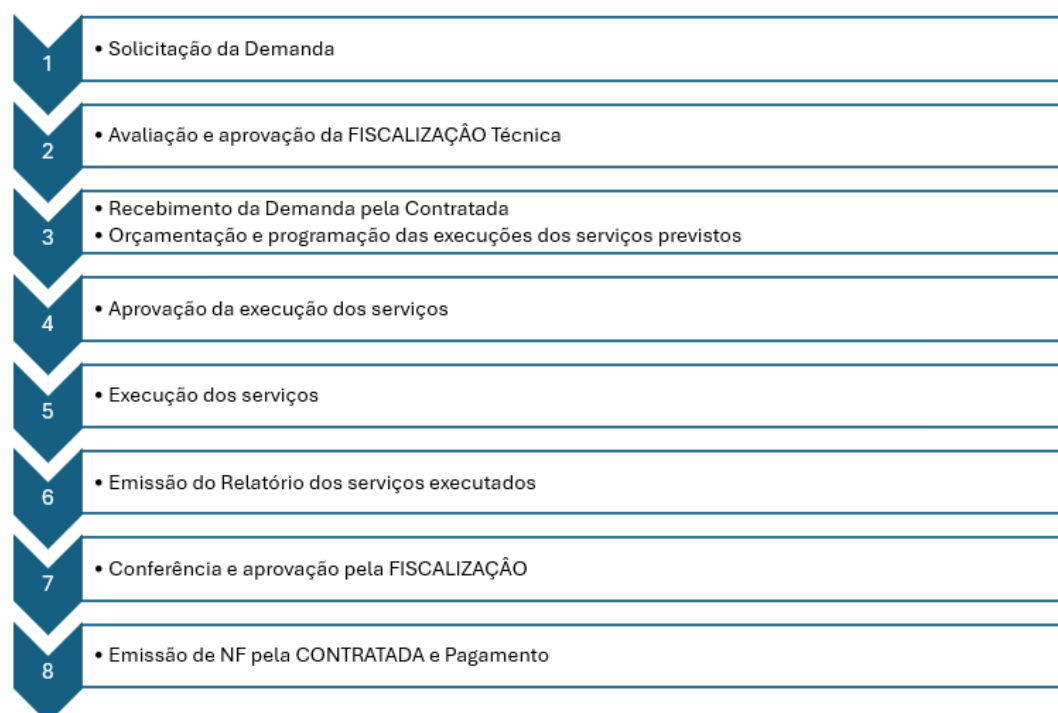 1
• Solicitação da Demanda
2
• Avaliação e aprovação da FISCALIZAÇÂO Técnica
3
• Recebimento da Demanda pela Contratada
• Orçamentação e programação das execuções dos serviços previstos
4
• Aprovação da execução dos serviços
5
• Execução dos serviços
6
• Emissão do Relatório dos serviços executados
7
• Conferência e aprovação pela FISCALIZAÇÂO
8
• Emissão de NF pela CONTRATADA e Pagamento